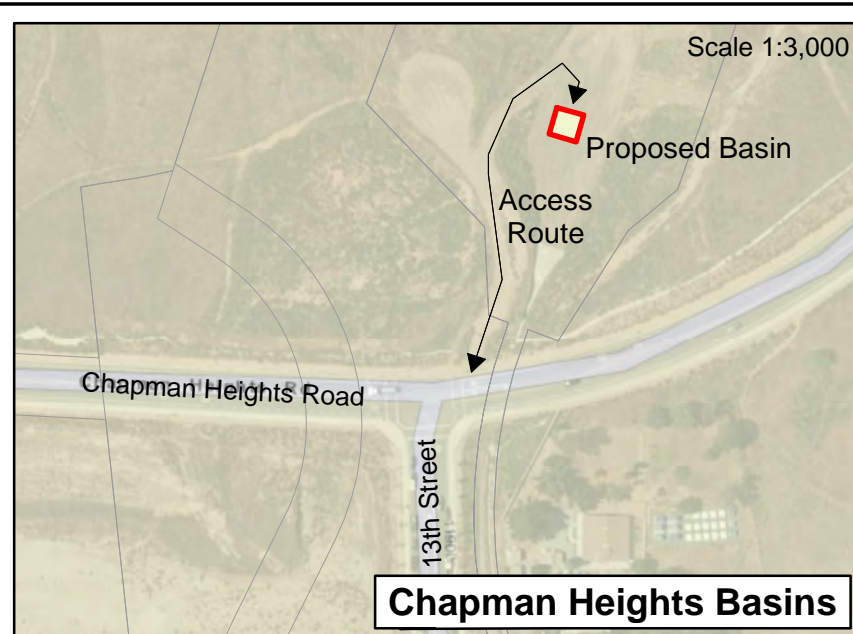 Scale 1:3,000
Proposed Basin
Access
Route
Chapman Heights Road
13th Street
Chapman Heights Basins